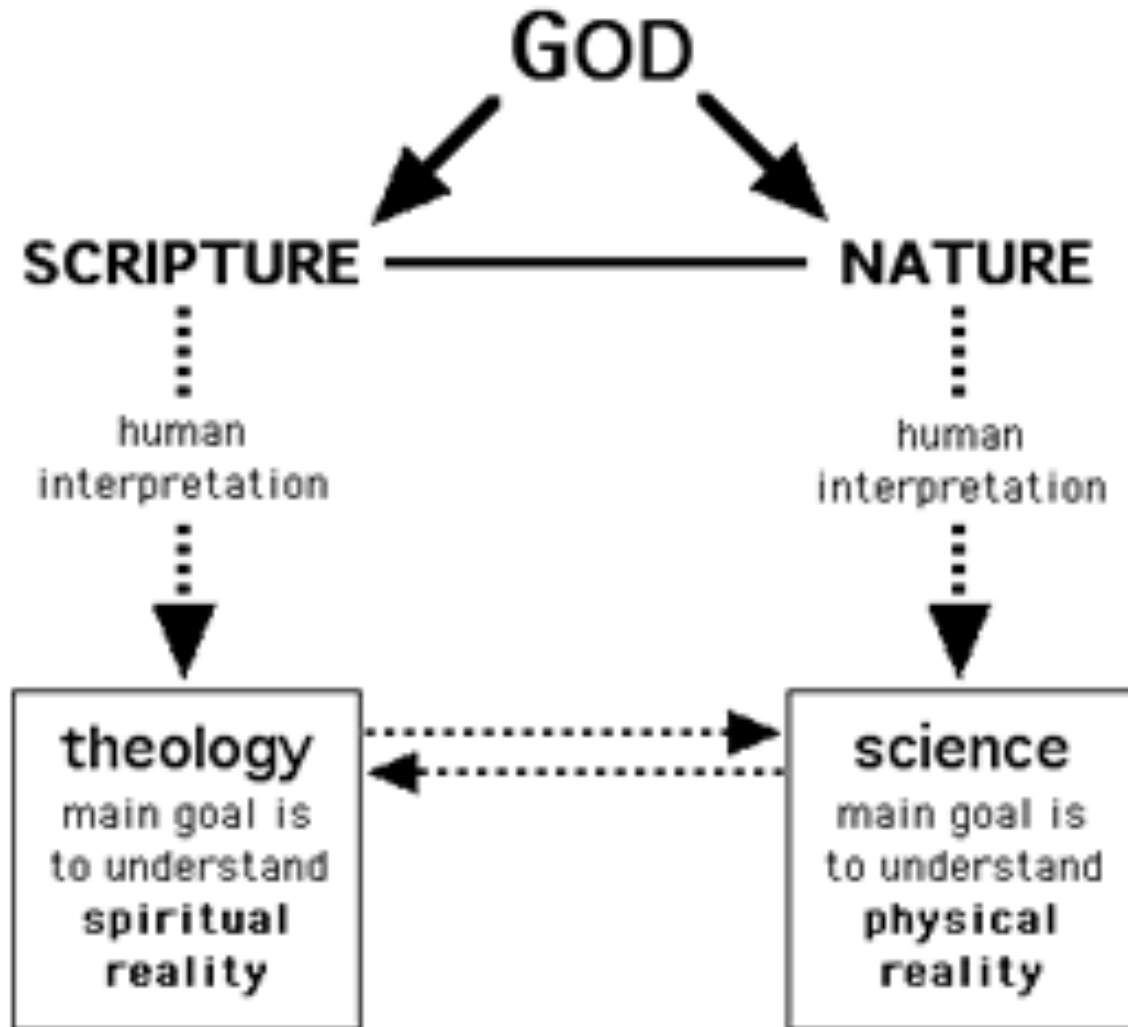 GOD
SCRIPTURE
NATURE
human
interpretation
human
interpretation
theology
main goal is
to understand
spiritual
reality
science
main goal is
to understand
physical
reality